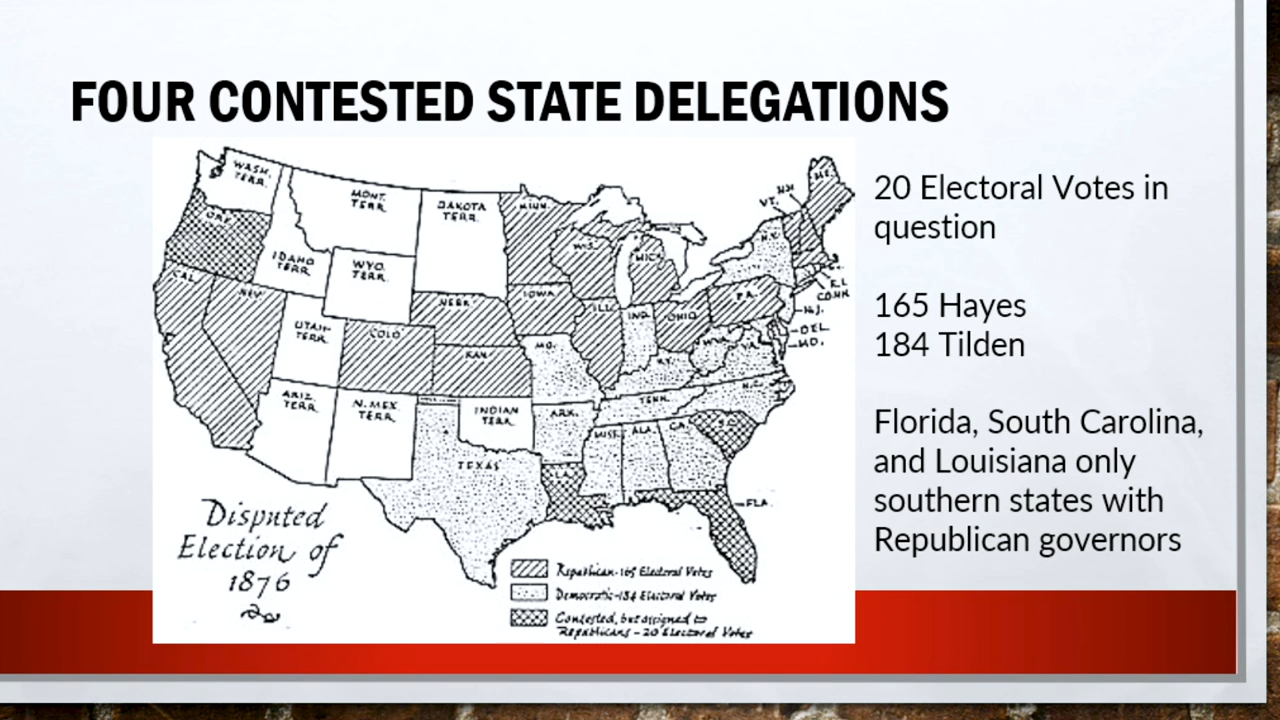 FOUR CONTESTED STATE DELEGATIONS
20 Electoral Votes in
question
165 Hayes
184 Tilden
Florida, South Carolina,
and Louisiana only
southern states with
Republican governors
WASH.
TERR.
MONT.
TERR.
DAKOTA
TERR.
MINN.
ME.
N.H.
VT.
ORE.
IDAHO
TERR.
WYO.
TERR.
WIS.
MICH.
N.Y.
R.I.
CONN.
CAL.
NEV.
UTAH
TERR.
COLO.
NEBR.
IOWA
ILL.
IND.
OHIO
PA.
N.J.
DEL.
MD.
KAN.
MO.
W.VA.
VA.
KY.
ARIZ.
TERR.
N. MEX.
TERR.
INDIAN
TERR.
ARK.
TENN.
N.C.
S.C.
MISS.
ALA.
GA.
TEXAS
FLA.
Disputed
Election of
1876
Republican-165 Electoral Votes
Democratic-184 Electoral Votes
Contested, but assigned to
Republicans – 20 Electoral Votes